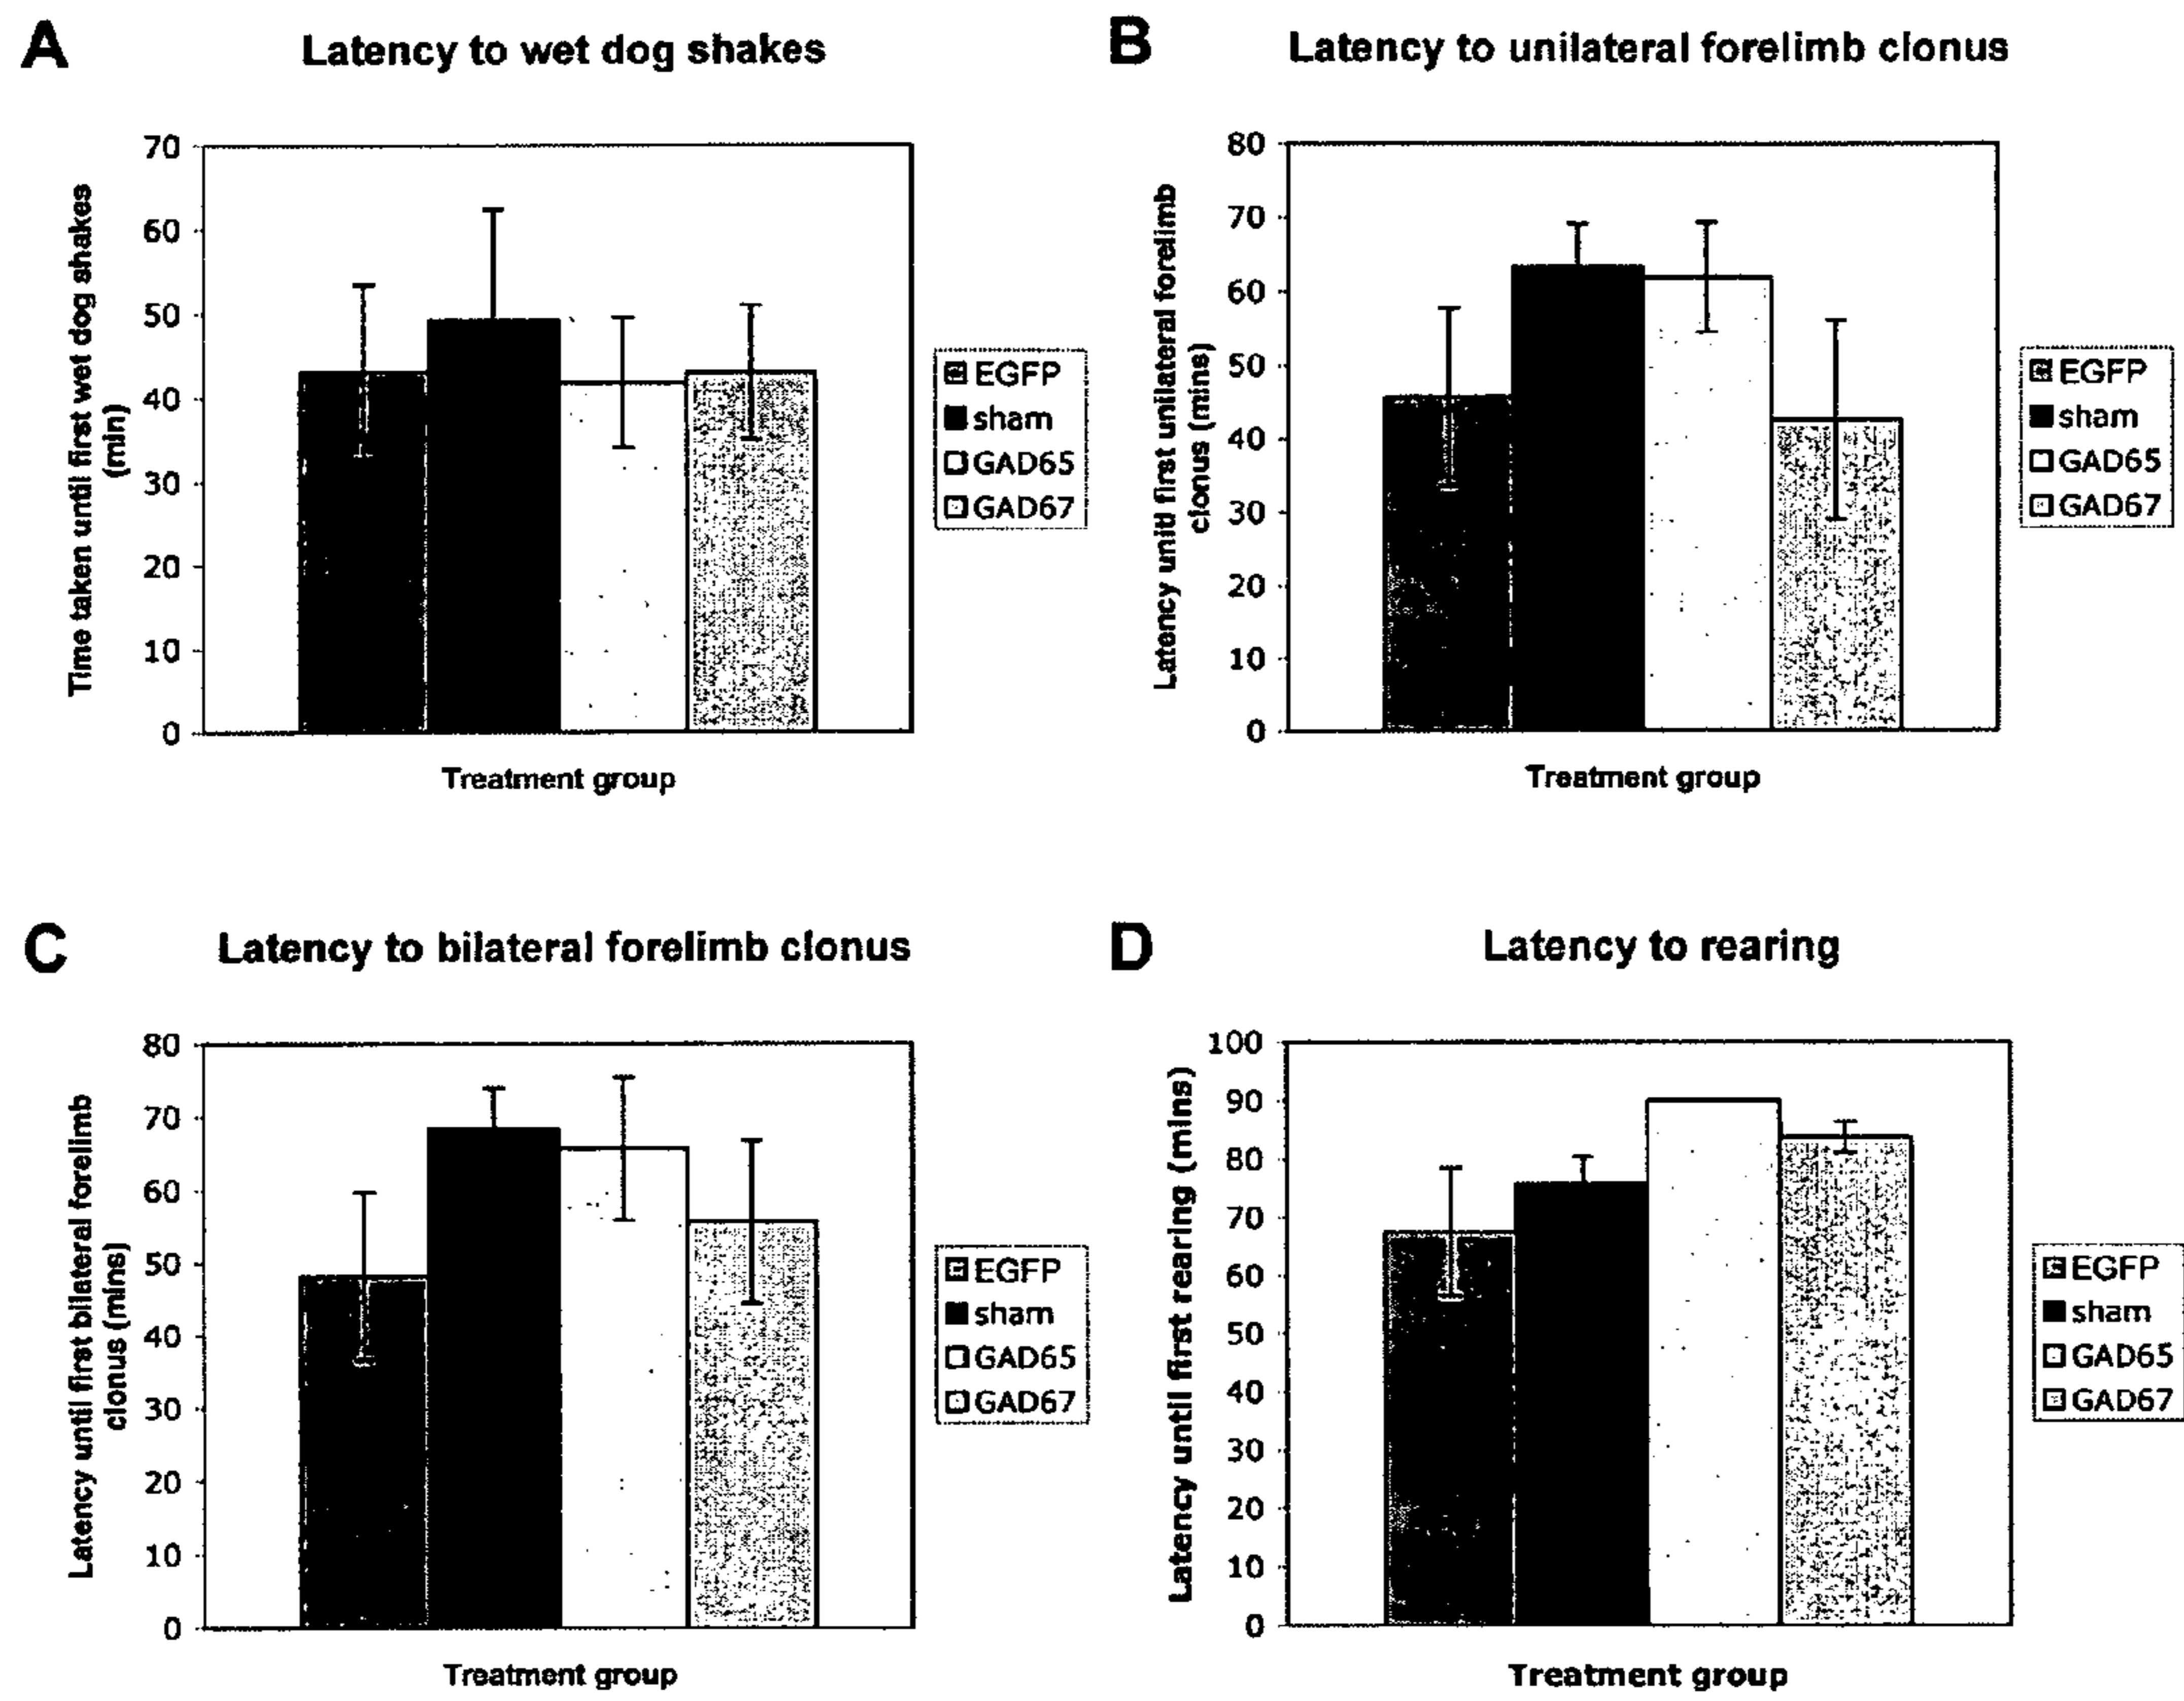 A
Latency to wet dog shakes
70
60
50
40
30
20
10
0
Time taken until first wet dog shakes
(min)
Treatment group
EGFP
sham
GAD65
GAD67
B
Latency to unilateral forelimb clonus
80
70
60
50
40
30
20
10
0
Latency until first unilateral forelimb
clonus (mins)
Treatment group
EGFP
sham
GAD65
GAD67
C
Latency to bilateral forelimb clonus
80
70
60
50
40
30
20
10
0
Latency until first bilateral forelimb
clonus (mins)
Treatment group
EGFP
sham
GAD65
GAD67
D
Latency to rearing
100
90
80
70
60
50
40
30
20
10
0
Latency until first rearing (mins)
Treatment group
EGFP
sham
GAD65
GAD67